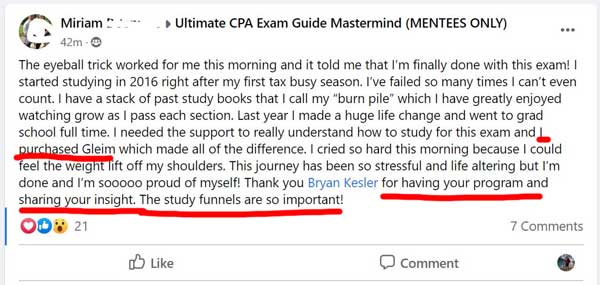 Miriam ▸ Ultimate CPA Exam Guide Mastermind (MENTEES ONLY)
42m ·
The eyeball trick worked for me this morning and it told me that I'm finally done with this exam! I
started studying in 2016 right after my first tax busy season. I've failed so many times I can't even
count. I have a stack of past study books that I call my “burn pile” which I have greatly enjoyed
watching grow as I pass each section. Last year I made a huge life change and went to grad
school full time. I needed the support to really understand how to study for this exam and I
purchased Gleim which made all of the difference. I cried so hard this morning because I could
feel the weight lift off my shoulders. This journey has been so stressful and life altering but I'm
done and I'm sooooo proud of myself! Thank you Bryan Kesler for having your program and
sharing your insight. The study funnels are so important!
21
7 Comments
Like
Comment